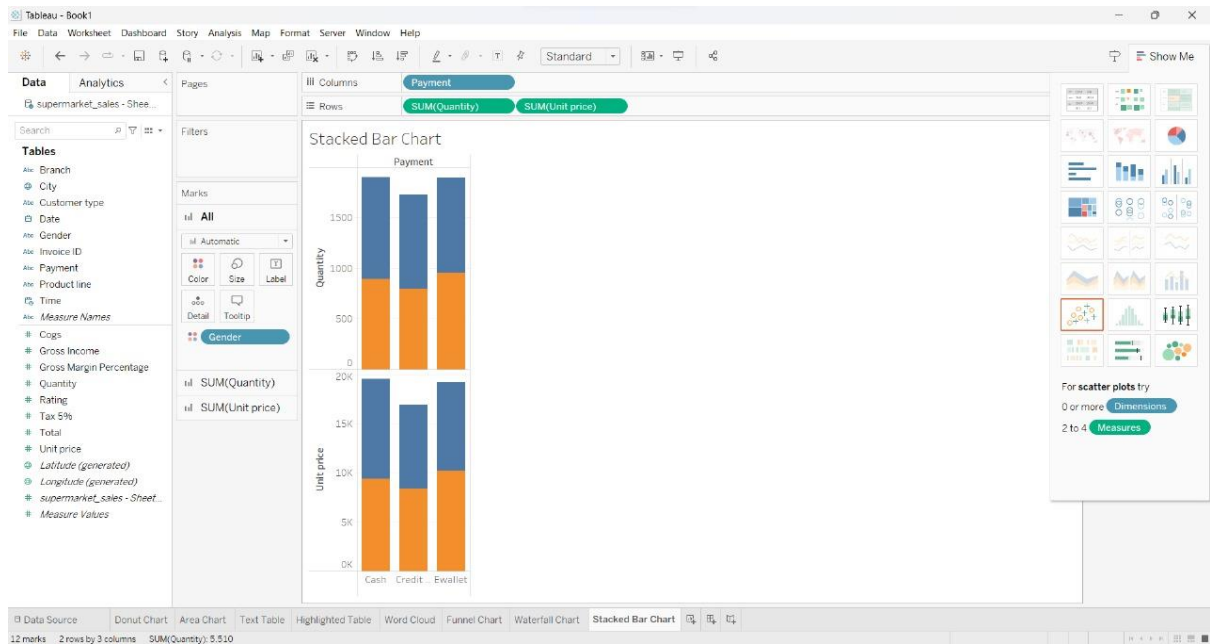 Tableau - Book1
File Data Worksheet Dashboard Story Analysis Map Format Server Window Help
Standard
Show Me
Data Analytics
Pages
Columns Payment
supermarket_sales - Shee...
Rows SUM(Quantity) SUM(Unit price)
Search
Filters
Tables
Abc Branch
City
Abc Customer type
Date
Abc Gender
Abc Invoice ID
Abc Payment
Abc Product line
Time
Abc Measure Names
# Cogs
# Gross Income
# Gross Margin Percentage
# Quantity
# Rating
# Tax 5%
# Total
# Unit price
Latitude (generated)
Longitude (generated)
# supermarket_sales - Sheet...
# Measure Values
Marks
All
Automatic
Color Size Label
Detail Tooltip
Gender
SUM(Quantity)
SUM(Unit price)
Stacked Bar Chart
Payment
Quantity
1500
1000
500
0
Unit price
20K
15K
10K
5K
0K
Cash Credit .. Ewallet
For scatter plots try
0 or more Dimensions
2 to 4 Measures
Data Source Donut Chart Area Chart Text Table Highlighted Table Word Cloud Funnel Chart Waterfall Chart Stacked Bar Chart
12 marks 2 rows by 3 columns SUM(Quantity): 5.510